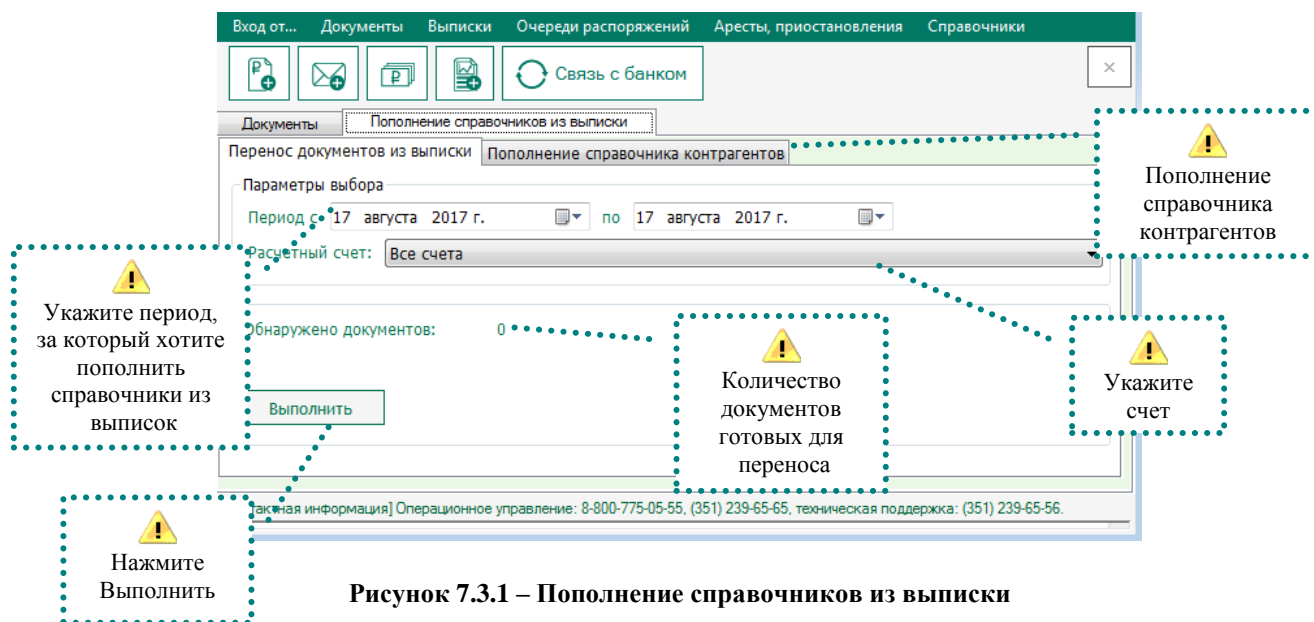 Вход от... Документы Выписки Очереди распоряжений Аресты, приостановления Справочники
Связь с банком
Документы Пополнение справочников из выписки
Перенос документов из выписки Пополнение справочника контрагентов
Параметры выбора
Период с 17 августа 2017 г. по 17 августа 2017 г.
Расчетный счет: Все счета
Обнаружено документов: 0
Выполнить
тактная информация] Операционное управление: 8-800-775-05-55, (351) 239-65-65, техническая поддержка: (351) 239-65-56.
Пополнение
справочника
контрагентов
Укажите период,
за который хотите
пополнить
справочники из
выписок
Количество
документов
готовых для
переноса
Укажите
счет
Нажмите
Выполнить
Рисунок 7.3.1 – Пополнение справочников из выписки